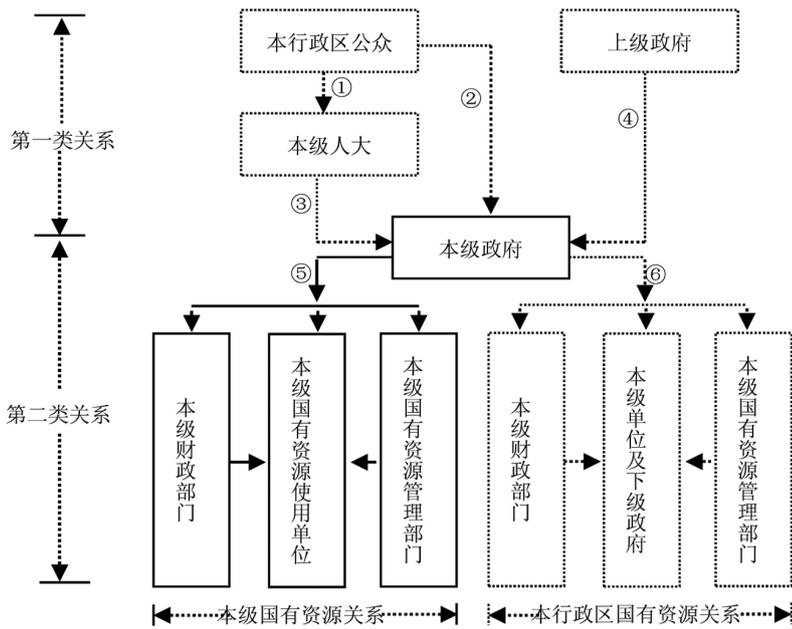 本行政区公众
上级政府
①
②
④
第一类关系
本级人大
③
本级政府
⑤
⑥
第二类关系
本级财政部门
本级国有资源使用单位
本级国有资源管理部门
本级财政部门
本级单位及下级政府
本级国有资源管理部门
本级国有资源关系
本行政区国有资源关系